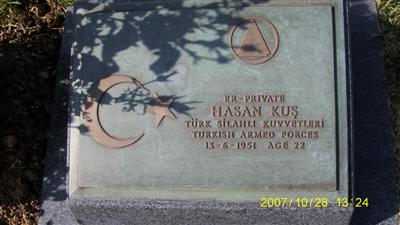 ER-PRIVATE
HASAN KUŞ
TÜRK SİLAHLI KUVVETLERİ
TURKISH ARMED FORCES
13-6-1951 AGE 22
2007/10/28 13:24